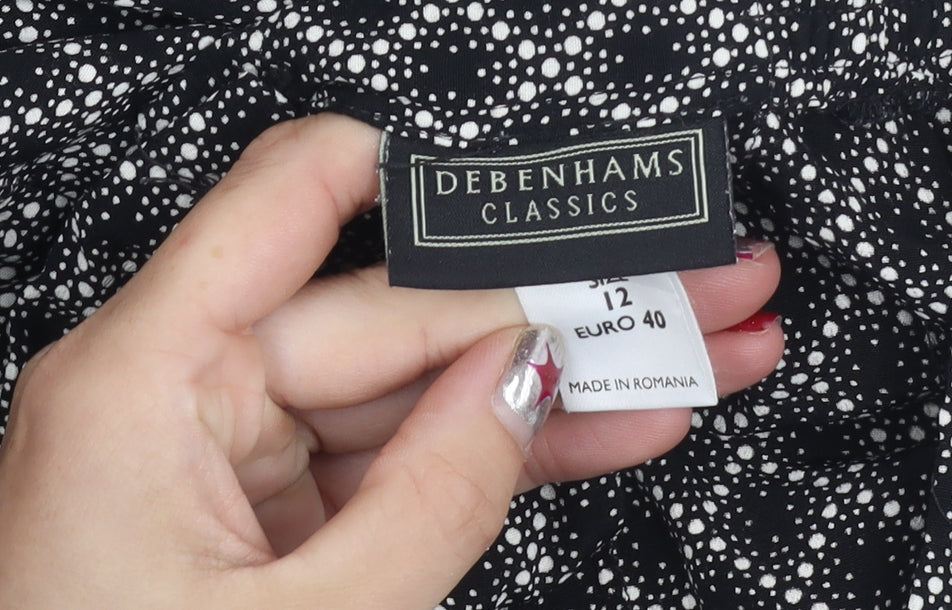 DEBENHAMS
CLASSICS
12
EURO 40
MADE IN ROMANIA